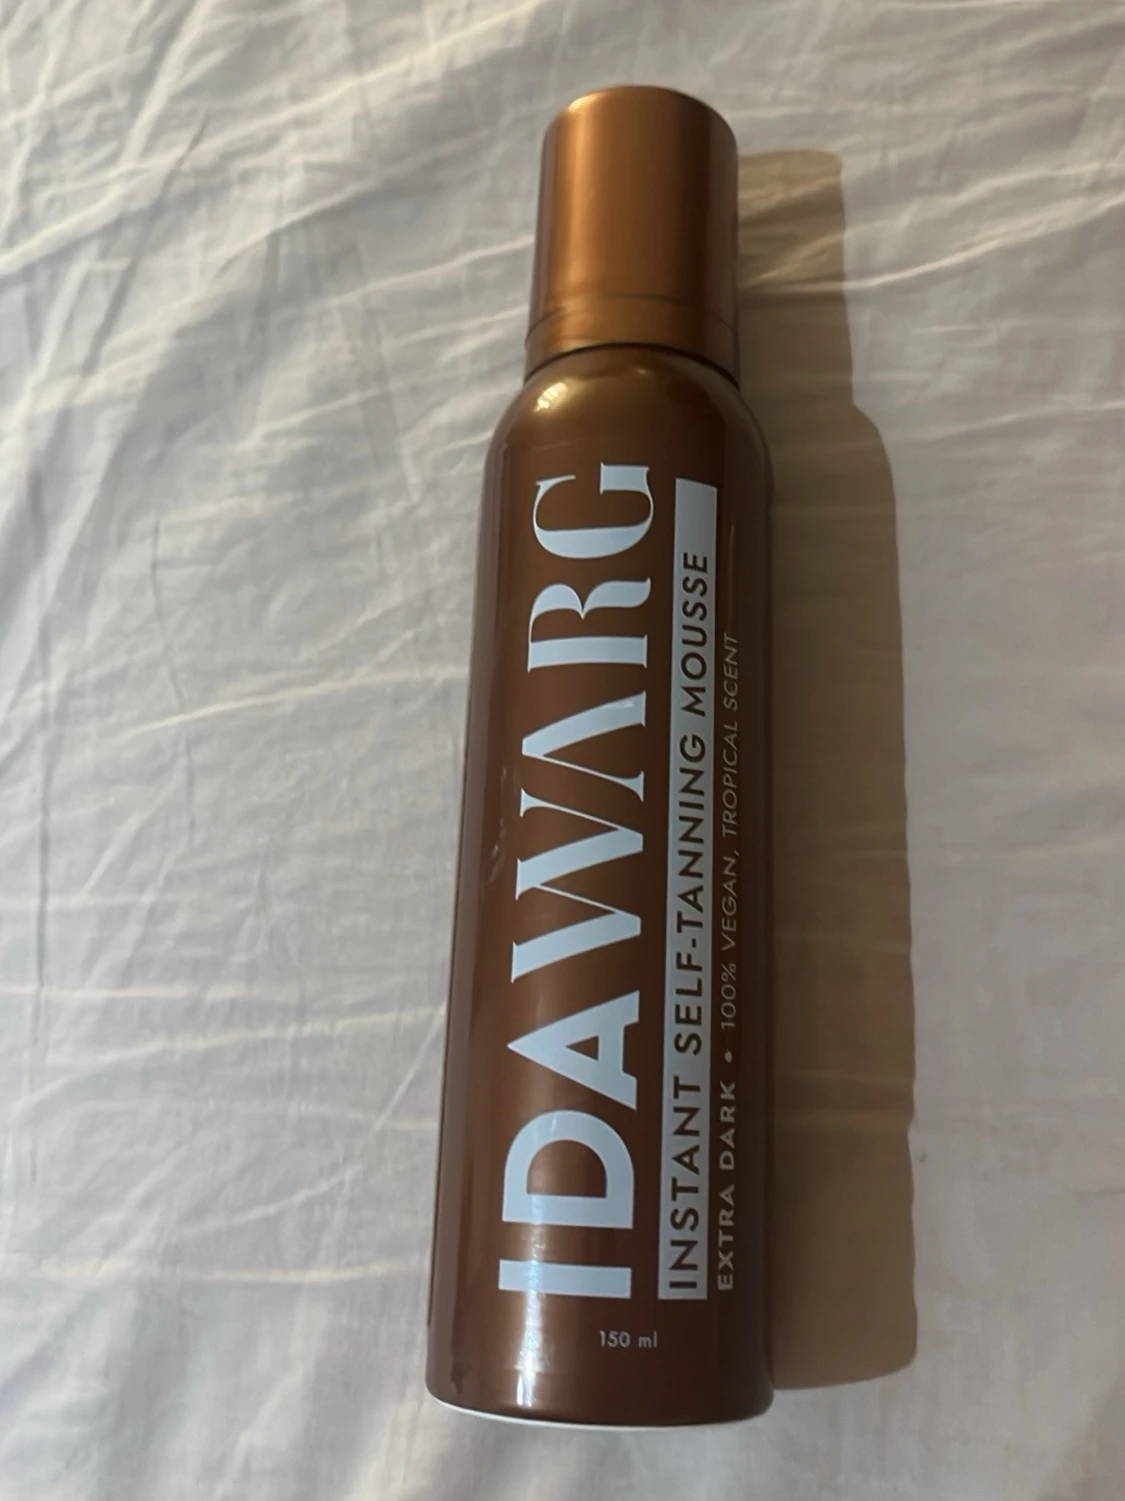 IDAWARG
INSTANT SELF-TANNING MOUSSE
EXTRA DARK • 100% VEGAN, TROPICAL SCENT
150 ml